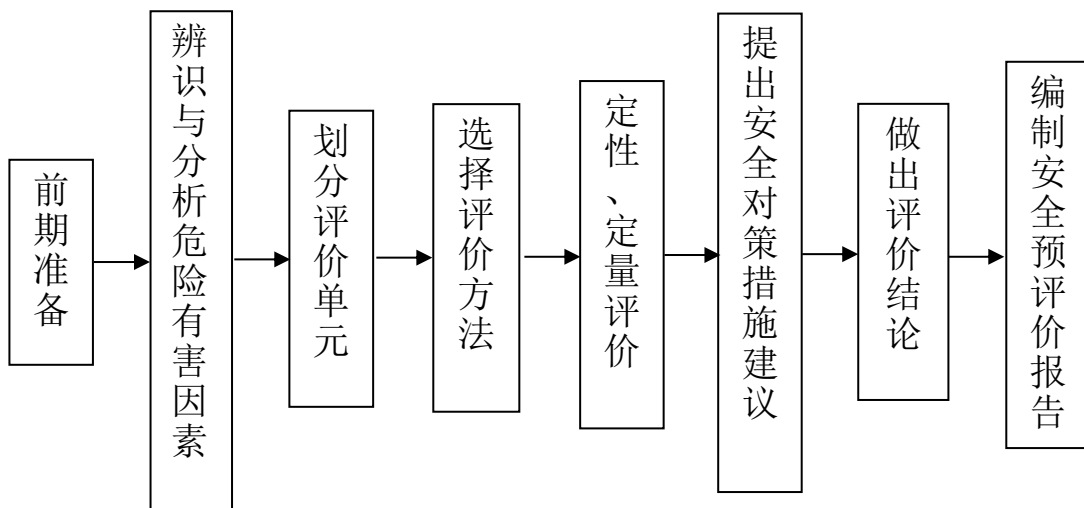 前期准备
辨识与分析危险有害因素
划分评价单元
选择评价方法
定性、定量评价
提出安全对策措施建议
做出评价结论
编制安全预评价报告